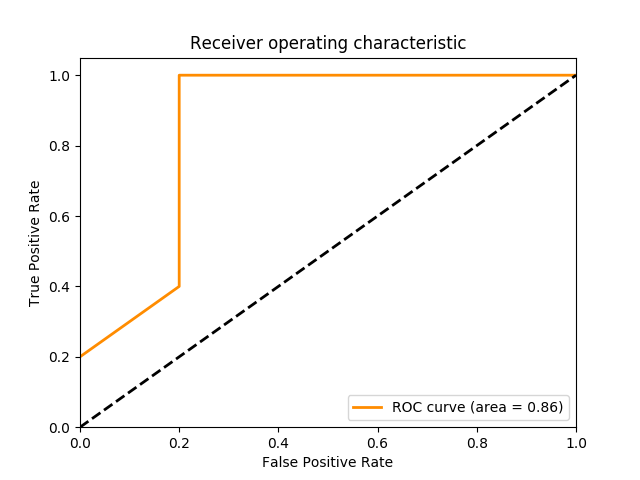 Receiver operating characteristic
True Positive Rate
1.0
0.8
0.6
0.4
0.2
0.0
0.0 0.2 0.4 0.6 0.8 1.0
False Positive Rate
ROC curve (area = 0.86)